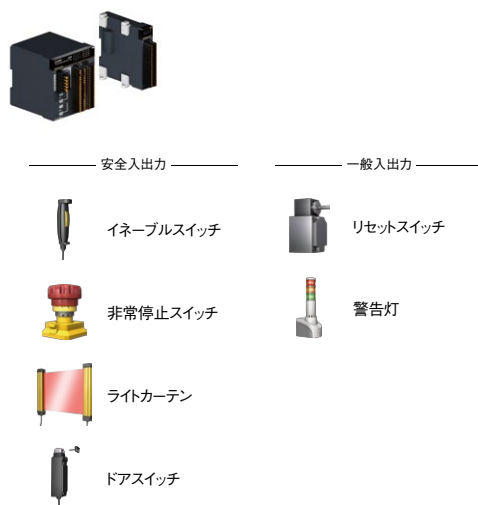 安全入出力
イネーブルスイッチ
非常停止スイッチ
ライトカーテン
ドアスイッチ
一般入出力
リセットスイッチ
警告灯